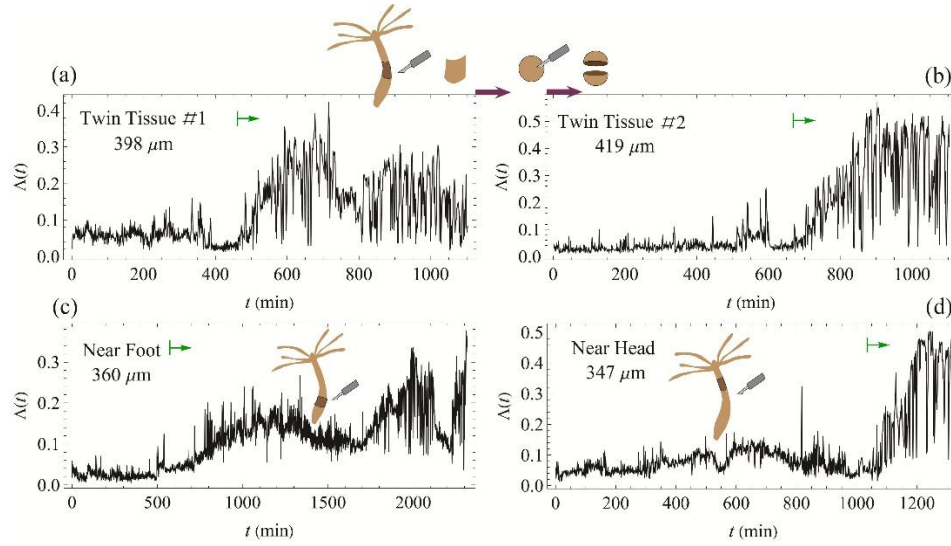 (a)
Twin Tissue #1
398 μm
Λ(t)
0.4
0.3
0.2
0.1
0.0
0 200 400 600 800 1000
t (min)
(b)
Twin Tissue #2
419 μm
Λ(t)
0.5
0.4
0.3
0.2
0.1
0.0
0 200 400 600 800 1000
t (min)
(c)
Near Foot
360 μm
Λ(t)
0.3
0.2
0.1
0.0
0 500 1000 1500 2000
t (min)
(d)
Near Head
347 μm
Λ(t)
0.5
0.4
0.3
0.2
0.1
0.0
0 200 400 600 800 1000 1200
t (min)